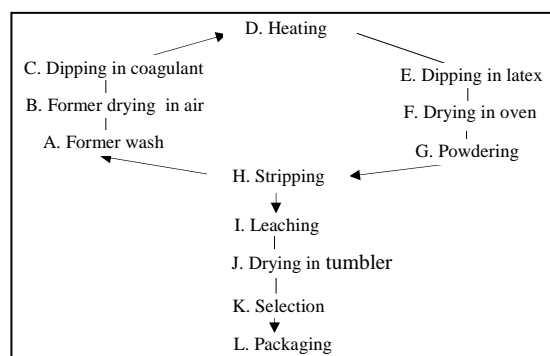 D. Heating
C. Dipping in coagulant
E. Dipping in latex
B. Former drying in air
F. Drying in oven
A. Former wash
G. Powdering
H. Stripping
I. Leaching
J. Drying in tumbler
K. Selection
L. Packaging